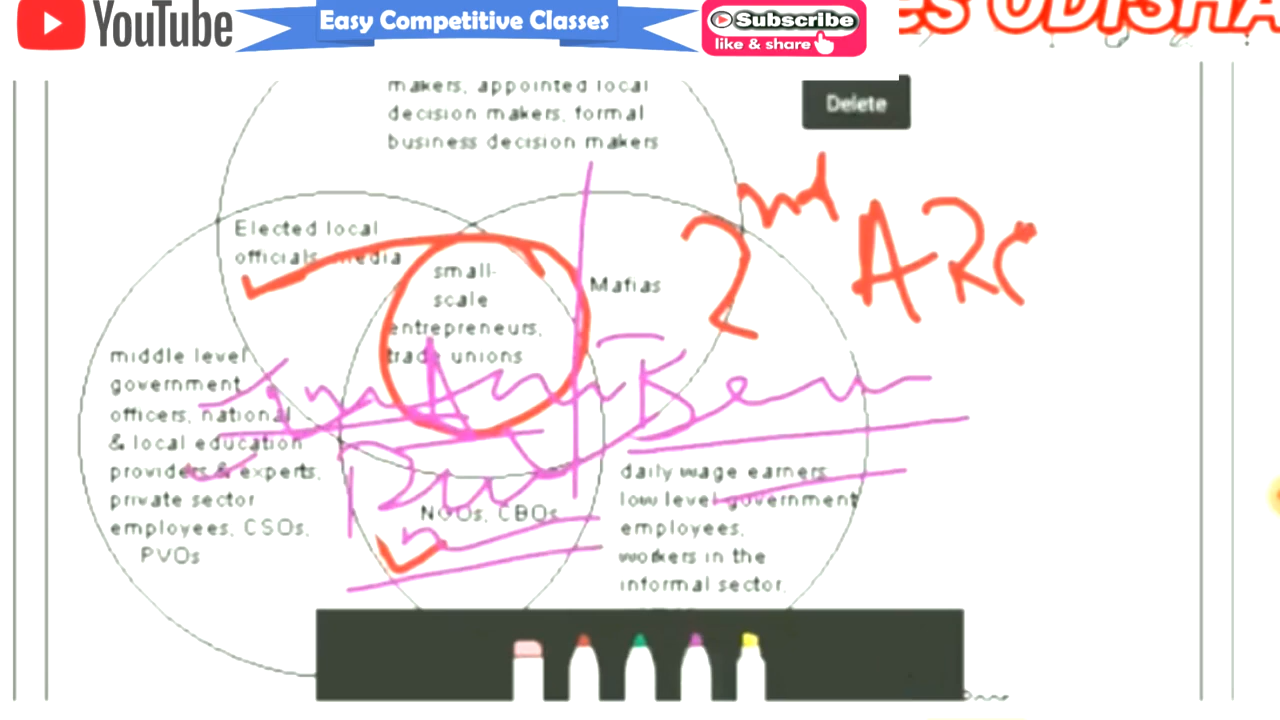 YouTube
Easy Competitive Classes
Subscribe
like & share
es ODISHA
makers, appointed local
decision makers, formal
business decision makers
Delete
2nd ARC
Elected local
officials, media
small-
scale
entrepreneurs,
trade unions
Mafias
middle level
government
officers, national
& local education
providers & experts,
private sector
employees, CSOs,
PVOs
NGOs, CBOs
daily wage earners
low level government
employees,
workers in the
informal sector,